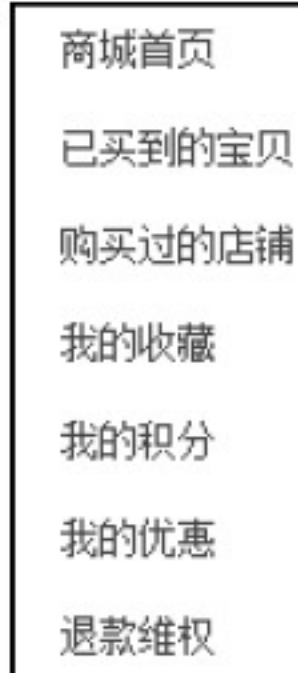 商城首页
已买到的宝贝
购买过的店铺
我的收藏
我的积分
我的优惠
退款维权